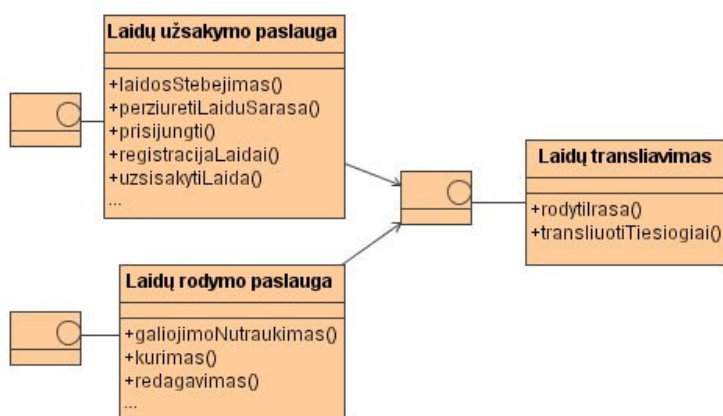 Laidų užsakymo paslauga
+laidosStebejimas()
+perziuretiLaiduSarasa()
+prisijungti()
+registracijaLaidai()
+uzsisakytiLaida()
...
Laidų transliavimas
+rodytiIrasa()
+transliuotiTiesiogiai()
Laidų rodymo paslauga
+galiojimoNutraukimas()
+kurimas()
+redagavimas()
...